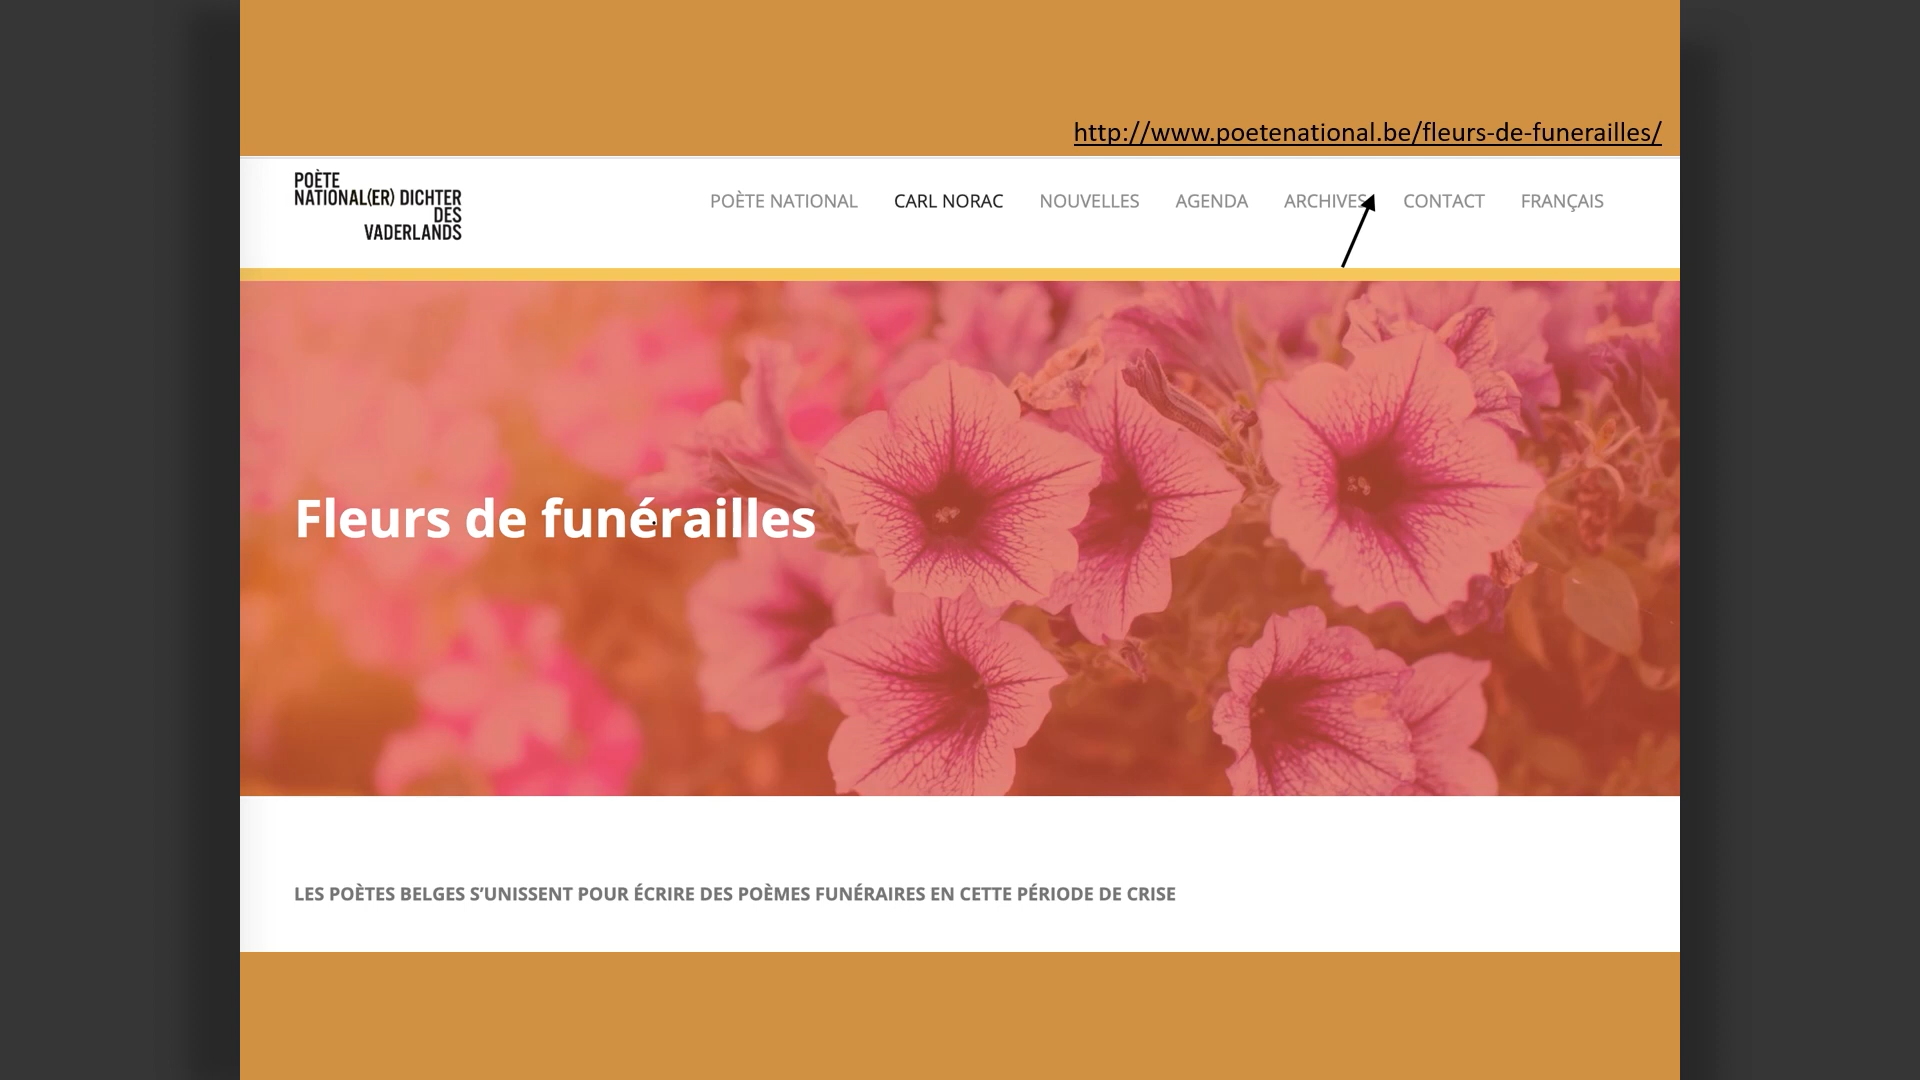 http://www.poetenational.be/fleurs-de-funerailles/
POÈTE
NATIONAL(ER) DICHTER
DES
VADERLANDS
POÈTE NATIONAL CARL NORAC NOUVELLES AGENDA ARCHIVES CONTACT FRANÇAIS
Fleurs de funérailles
LES POÈTES BELGES S’UNISSENT POUR ÉCRIRE DES POÈMES FUNÉRAIRES EN CETTE PÉRIODE DE CRISE